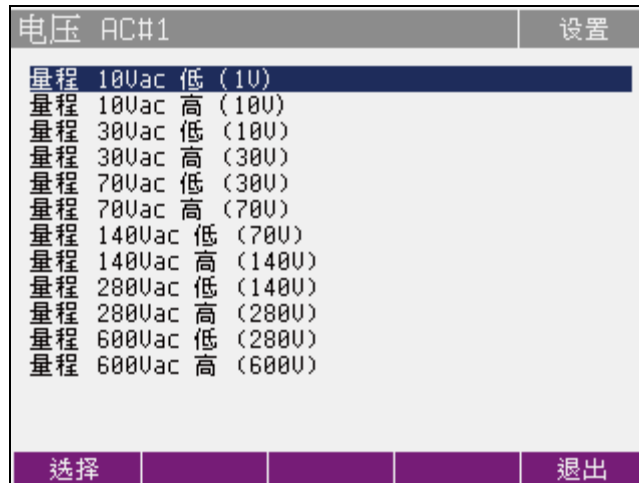 电压 AC#1 设置
量程 10Vac 低 (1V)
量程 10Vac 高 (10V)
量程 30Vac 低 (10V)
量程 30Vac 高 (30V)
量程 70Vac 低 (30V)
量程 70Vac 高 (70V)
量程 140Vac 低 (70V)
量程 140Vac 高 (140V)
量程 280Vac 低 (140V)
量程 280Vac 高 (280V)
量程 600Vac 低 (280V)
量程 600Vac 高 (600V)
选择 退出